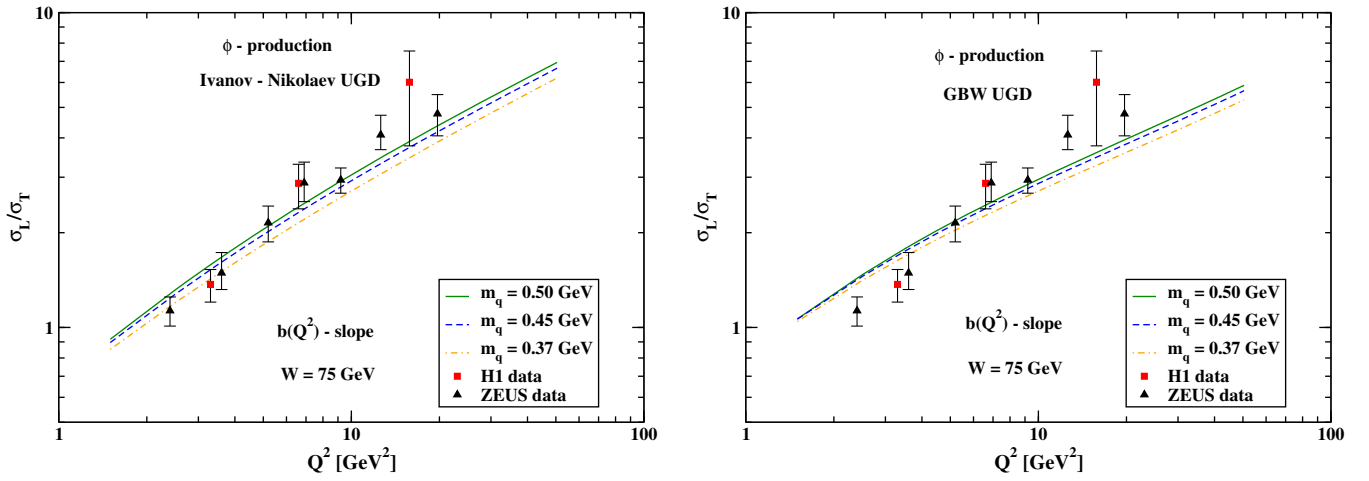 10
ϕ - production
Ivanov - Nikolaev UGD
σL/σT
1
b(Q²) - slope
W = 75 GeV
m_q = 0.50 GeV
m_q = 0.45 GeV
m_q = 0.37 GeV
H1 data
ZEUS data
1
10
100
Q² [GeV²]
10
ϕ - production
GBW UGD
σL/σT
1
b(Q²) - slope
W = 75 GeV
m_q = 0.50 GeV
m_q = 0.45 GeV
m_q = 0.37 GeV
H1 data
ZEUS data
1
10
100
Q² [GeV²]